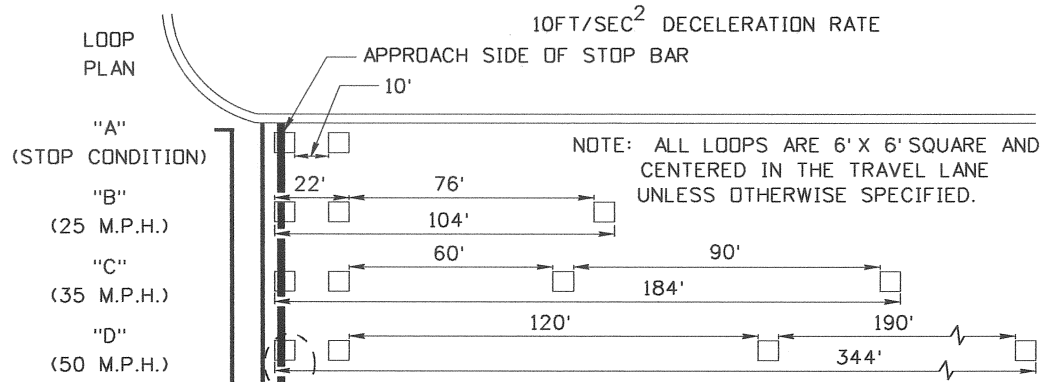 10FT/SEC2 DECELERATION RATE
LOOP
PLAN
APPROACH SIDE OF STOP BAR
10'
"A"
(STOP CONDITION)
NOTE: ALL LOOPS ARE 6' X 6' SQUARE AND
CENTERED IN THE TRAVEL LANE
UNLESS OTHERWISE SPECIFIED.
22' 76'
"B"
(25 M.P.H.)
104'
60' 90'
"C"
(35 M.P.H.)
184'
120' 190'
"D"
(50 M.P.H.)
344'